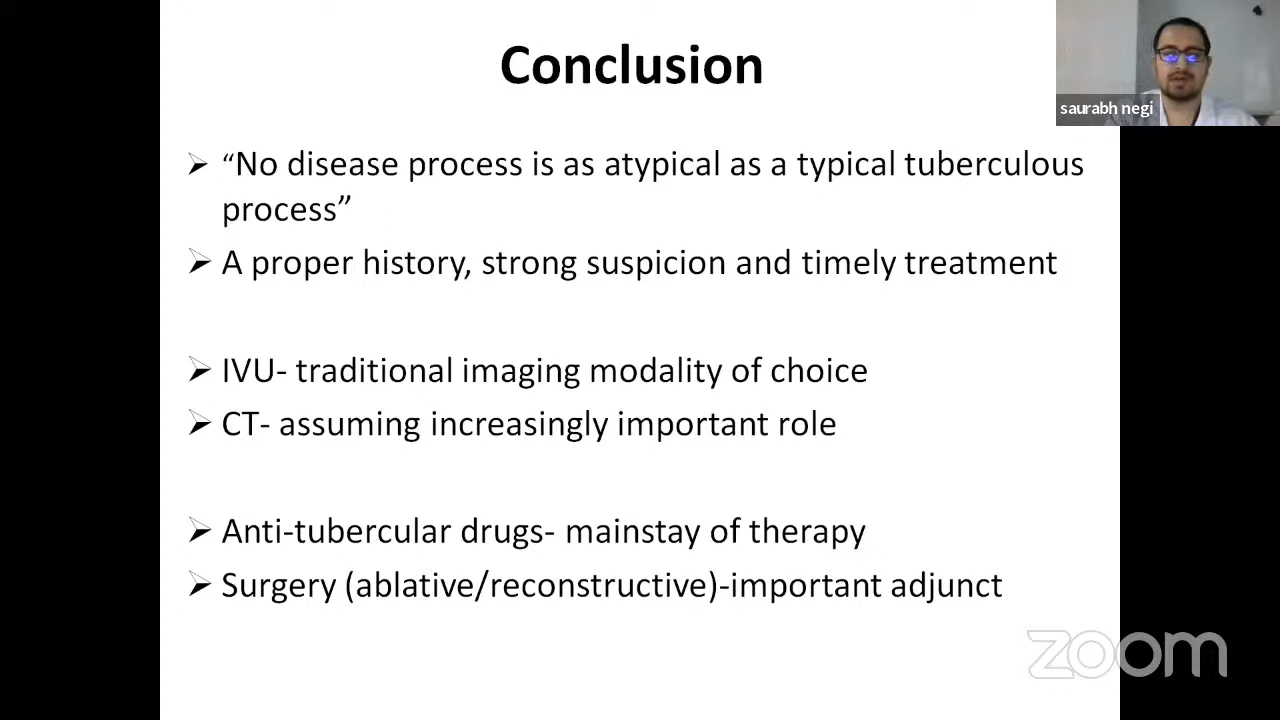 Conclusion
saurabh negi
➢ “No disease process is as atypical as a typical tuberculous
process”
➢ A proper history, strong suspicion and timely treatment
➢ IVU- traditional imaging modality of choice
➢ CT- assuming increasingly important role
➢ Anti-tubercular drugs- mainstay of therapy
➢ Surgery (ablative/reconstructive)-important adjunct
zoom